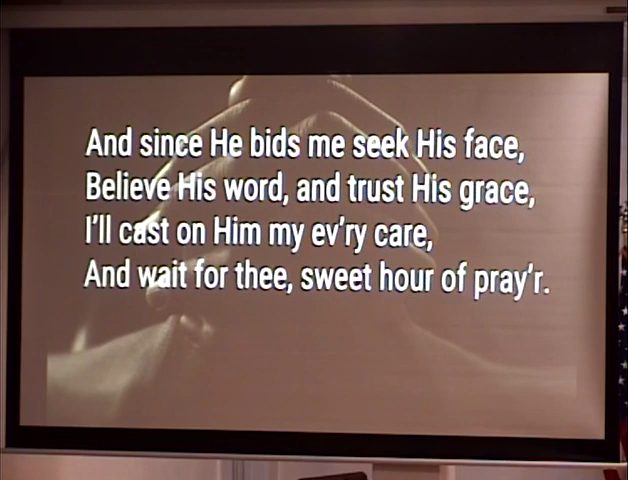 And since He bids me seek His face,
Believe His word, and trust His grace,
I'll cast on Him my ev'ry care,
And wait for thee, sweet hour of pray'r.